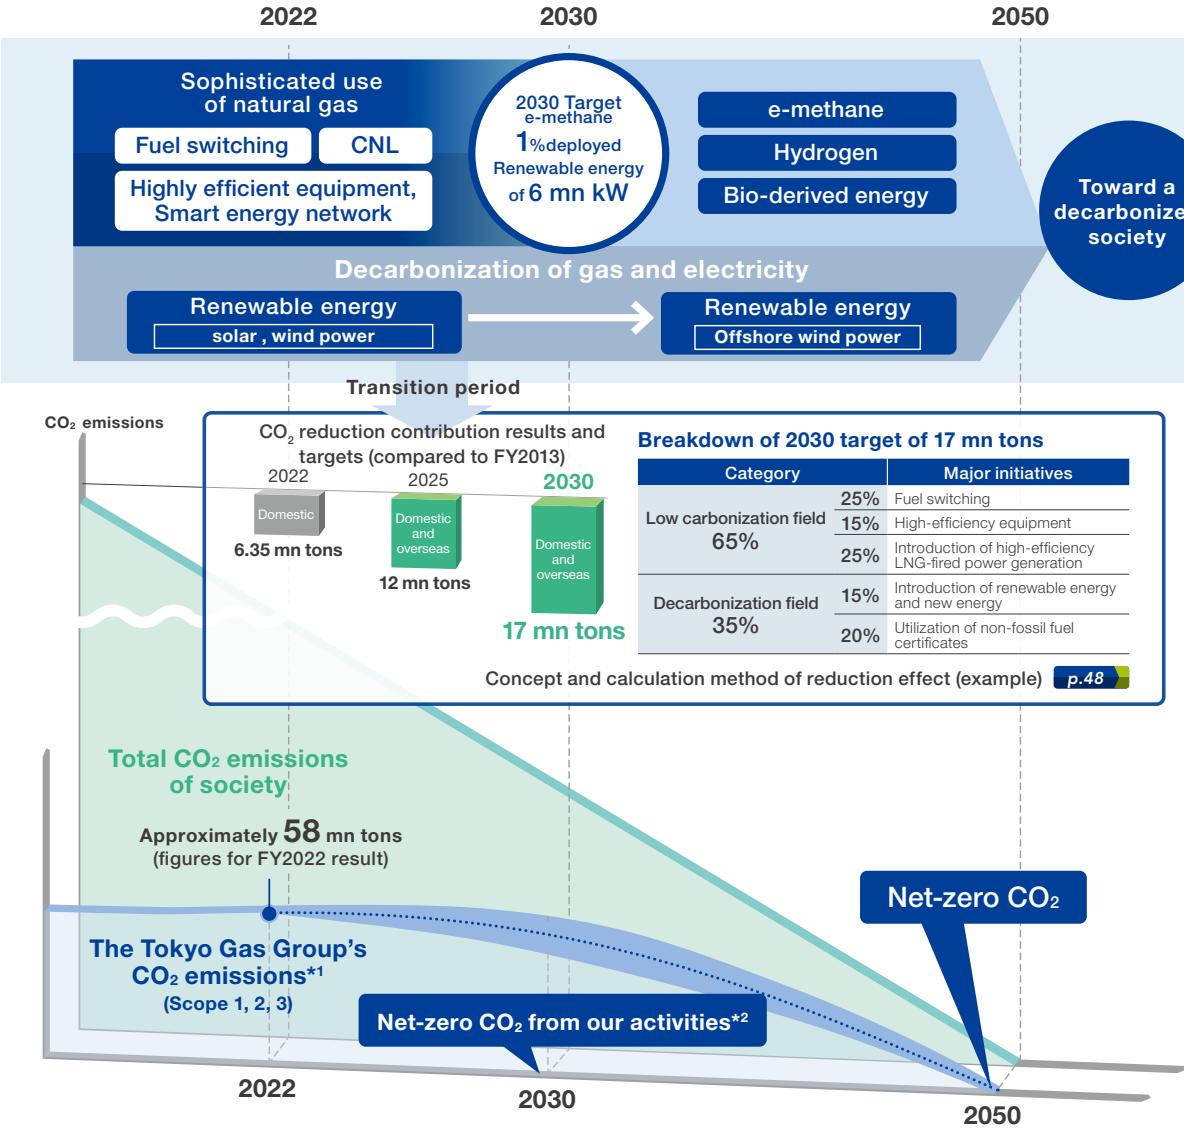 2022
2030
2050
Sophisticated use
of natural gas
Fuel switching
CNL
Highly efficient equipment,
Smart energy network
2030 Target
e-methane
1%deployed
Renewable energy
of 6 mn kW
e-methane
Hydrogen
Bio-derived energy
Toward a
decarbonize
society
Decarbonization of gas and electricity
Renewable energy
solar , wind power
Renewable energy
Offshore wind power
Transition period
CO₂ emissions
CO₂ reduction contribution results and
targets (compared to FY2013)
2022
Domestic
6.35 mn tons
2025
Domestic
and
overseas
12 mn tons
2030
Domestic
and
overseas
17 mn tons
Breakdown of 2030 target of 17 mn tons
Category
Major initiatives
Low carbonization field
65%
25%
Fuel switching
15%
High-efficiency equipment
25%
Introduction of high-efficiency
LNG-fired power generation
Decarbonization field
35%
15%
Introduction of renewable energy
and new energy
20%
Utilization of non-fossil fuel
certificates
Concept and calculation method of reduction effect (example)
p.48
Total CO₂ emissions
of society
Approximately 58 mn tons
(figures for FY2022 result)
The Tokyo Gas Group’s
CO₂ emissions*1
(Scope 1, 2, 3)
Net-zero CO₂
Net-zero CO₂ from our activities*2
2022
2030
2050